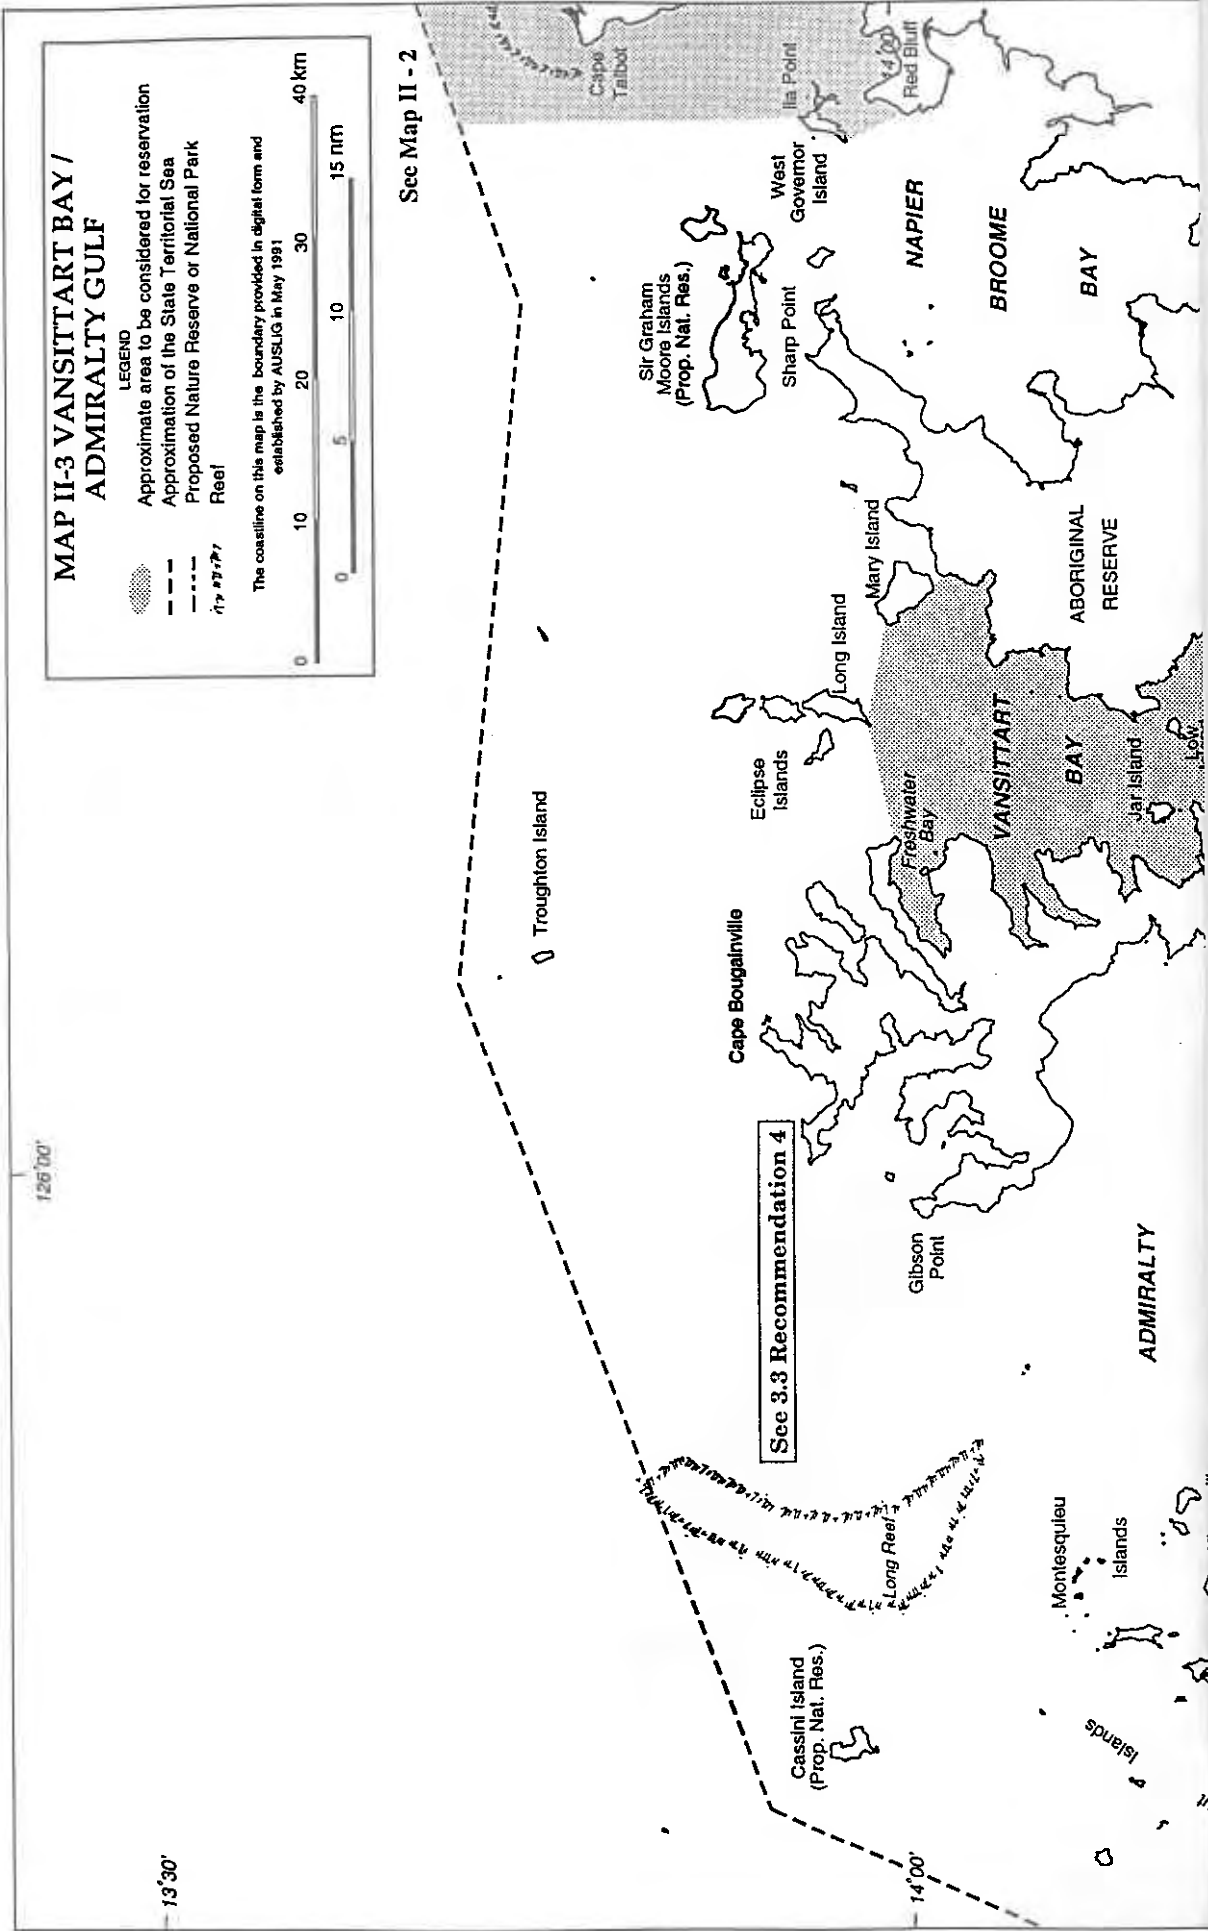 MAP II-3 VANSITTART BAY /
ADMIRALTY GULF
LEGEND
Approximate area to be considered for reservation
Approximation of the State Territorial Sea
Proposed Nature Reserve or National Park
Reef
The coastline on this map is the boundary provided in digital form and
established by AUSLIG in May 1991
0 10 20 30 40 km
0 5 10 15 nm
See Map II - 2
126°00'
13°30'
14°00'
Cape
Talbot
Ila Point
14°00'
Red Bluff
West
Governor
Island
Sir Graham
Moore Islands
(Prop. Nat. Res.)
Sharp Point
NAPIER
BROOME
BAY
Troughton Island
Mary Island
Long Island
Eclipse
Islands
ABORIGINAL
RESERVE
Freshwater
Bay
VANSITTART
BAY
Jar Island
Low
Cape Bougainville
See 3.3 Recommendation 4
Gibson
Point
ADMIRALTY
Long Reef
Montesquieu
Islands
Cassini Island
(Prop. Nat. Res.)
Islands